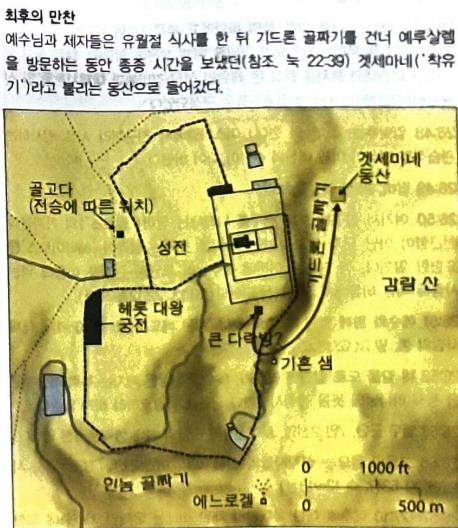 최후의 만찬
예수님과 제자들은 유월절 식사를 한 뒤 기드론 골짜기를 건너 예루살렘
을 방문하는 동안 종종 시간을 보냈던(참조. 눅 22:39) 겟세마네(‘착유
기’)라고 불리는 동산으로 들어갔다.
겟세미네
동산
골고다
(전승에 따른 위치)
기드론 골짜기
성전
감람 산
헤롯 대왕
궁전
큰 다락방?
기혼 샘
힌놈 골짜기
에느로겔
0 1000 ft
0 500 m